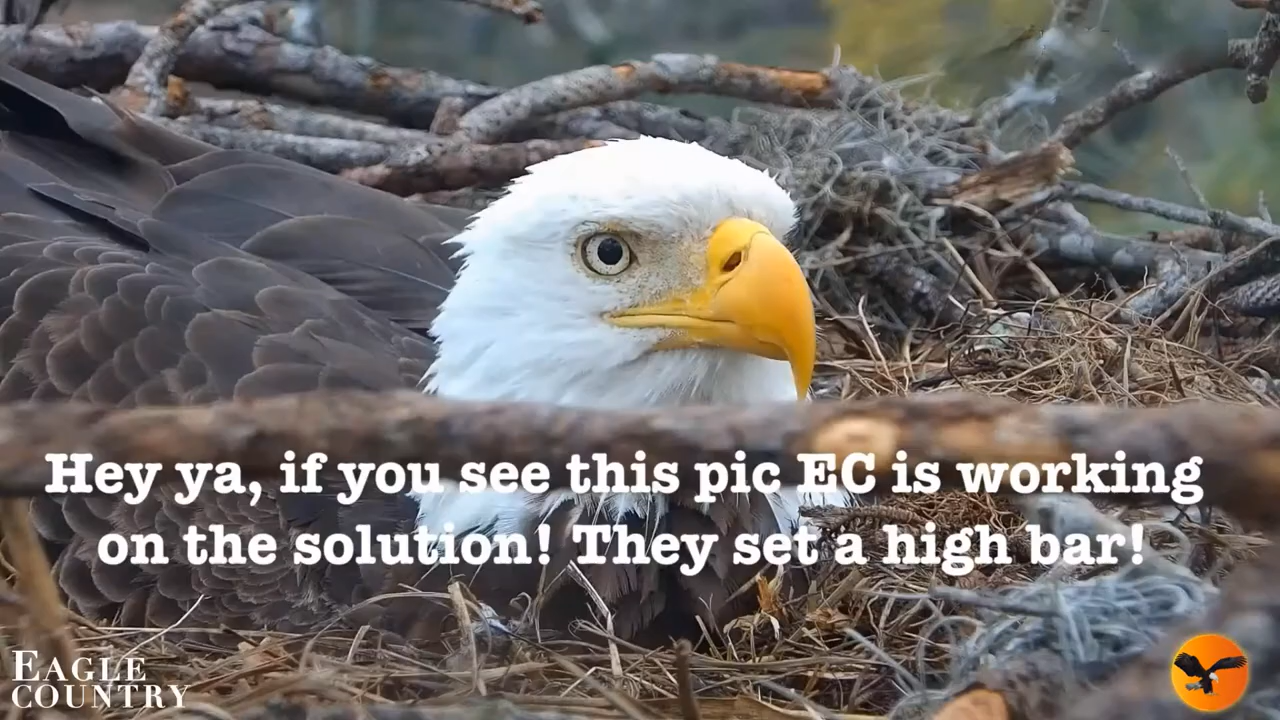 Hey ya, if you see this pic EC is working
on the solution! They set a high bar!
EAGLE
COUNTRY